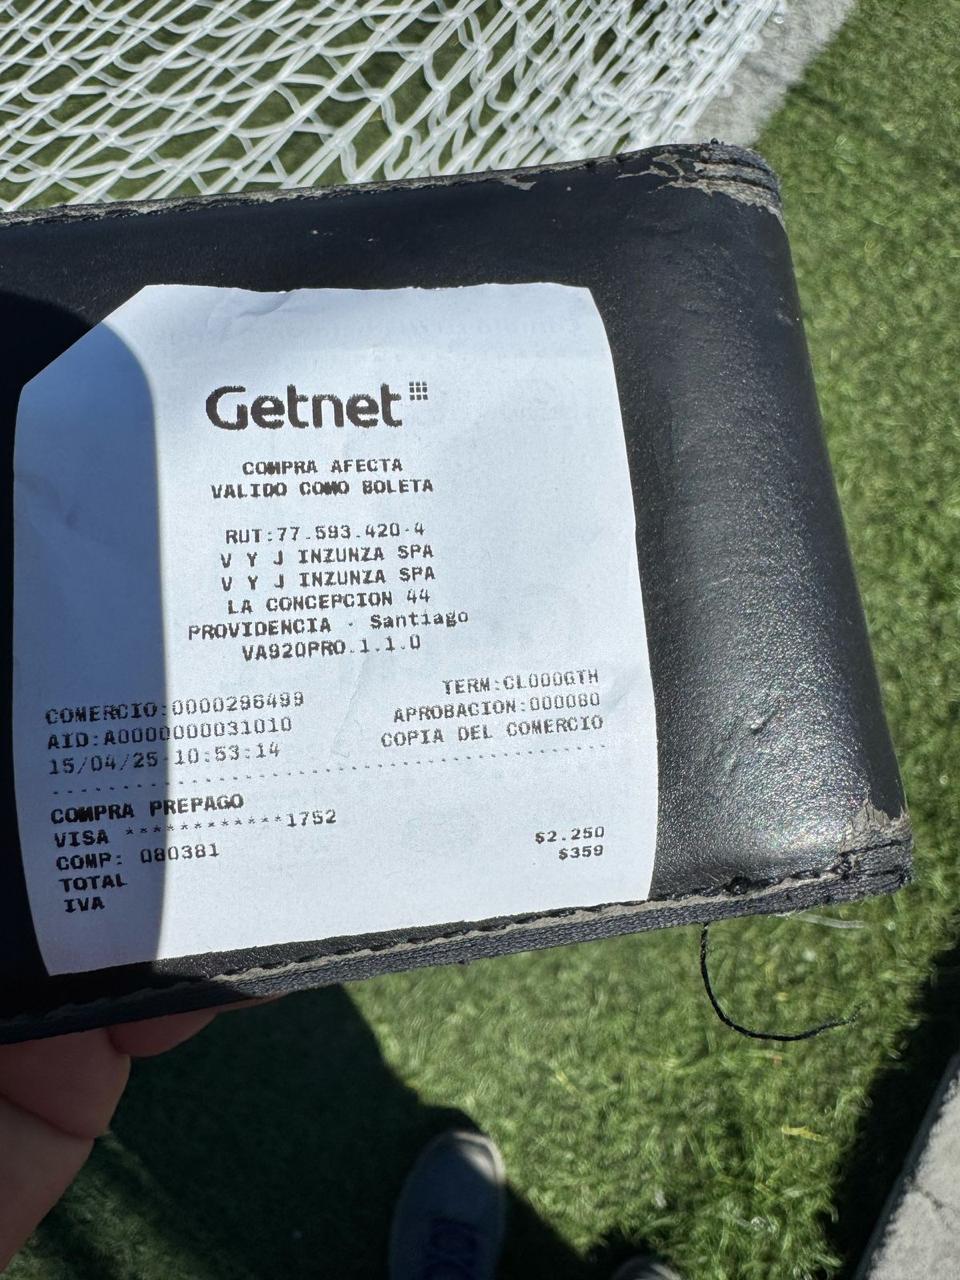 Getnet
COMPRA AFECTA
VALIDO COMO BOLETA
RUT:77.593.420-4
V Y J INZUNZA SPA
V Y J INZUNZA SPA
LA CONCEPCION 44
PROVIDENCIA - Santiago
VA920PRO.1.1.0
COMERCIO:0000296499 TERM:CL000GTH
AID:A0000000031010 APROBACION:000080
15/04/25 10:53:14 COPIA DEL COMERCIO
COMPRA PREPAGO
VISA ************1752
COMP: 080381
TOTAL $2.250
IVA $359